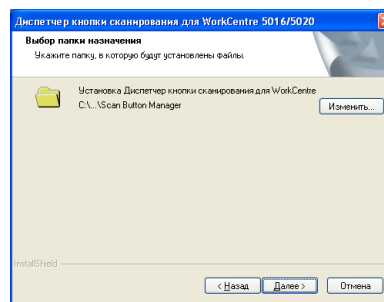 Диспетчер кнопки сканирования для WorkCentre 5016/5020
Выбор папки назначения
Укажите папку, в которую будут установлены файлы.
Установка Диспетчер кнопки сканирования для WorkCentre
C:\...\Scan Button Manager
Изменить...
InstallShield
< Назад
Далее >
Отмена